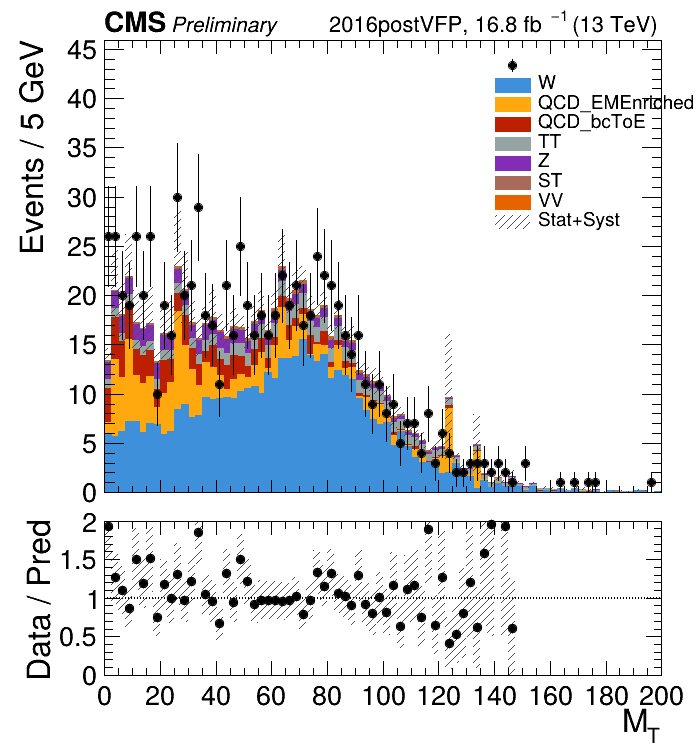 CMS Preliminary 2016postVFP, 16.8 fb⁻¹ (13 TeV)
Events / 5 GeV
45
40
35
30
25
20
15
10
5
0
W
QCD_EMEnriched
QCD_bcToE
TT
Z
ST
VV
Stat+Syst
Data / Pred
2
1.5
1
0.5
0
0 20 40 60 80 100 120 140 160 180 200
M_T